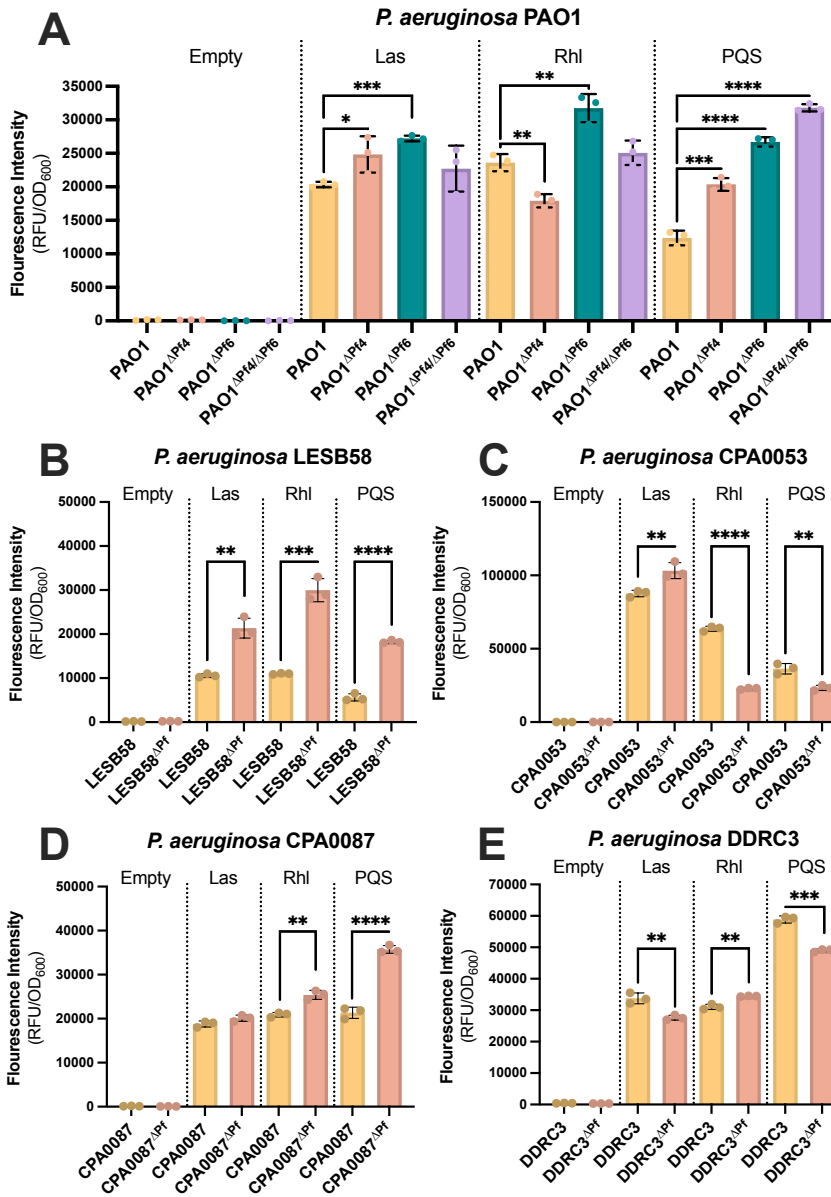 A
P. aeruginosa PAO1
Empty Las Rhl PQS
Flourescence Intensity
(RFU/OD600)
35000
30000
25000
20000
15000
10000
5000
0
*** * ** ** **** **** ***
PAO1 PAO1ΔPf4 PAO1ΔPf6 PAO1ΔPf4/ΔPf6 PAO1 PAO1ΔPf4 PAO1ΔPf6 PAO1ΔPf4/ΔPf6 PAO1 PAO1ΔPf4 PAO1ΔPf6 PAO1ΔPf4/ΔPf6 PAO1 PAO1ΔPf4 PAO1ΔPf6 PAO1ΔPf4/ΔPf6
B
P. aeruginosa LESB58
Empty Las Rhl PQS
Flourescence Intensity
(RFU/OD600)
50000
40000
30000
20000
10000
0
** *** ****
LESB58 LESB58ΔPf LESB58 LESB58ΔPf LESB58 LESB58ΔPf LESB58 LESB58ΔPf
C
P. aeruginosa CPA0053
Empty Las Rhl PQS
Flourescence Intensity
(RFU/OD600)
150000
100000
50000
0
** **** **
CPA0053 CPA0053ΔPf CPA0053 CPA0053ΔPf CPA0053 CPA0053ΔPf CPA0053 CPA0053ΔPf
D
P. aeruginosa CPA0087
Empty Las Rhl PQS
Flourescence Intensity
(RFU/OD600)
50000
40000
30000
20000
10000
0
** ****
CPA0087 CPA0087ΔPf CPA0087 CPA0087ΔPf CPA0087 CPA0087ΔPf CPA0087 CPA0087ΔPf
E
P. aeruginosa DDRC3
Empty Las Rhl PQS
Flourescence Intensity
(RFU/OD600)
70000
60000
50000
40000
30000
20000
10000
0
** ** ***
DDRC3 DDRC3ΔPf DDRC3 DDRC3ΔPf DDRC3 DDRC3ΔPf DDRC3 DDRC3ΔPf